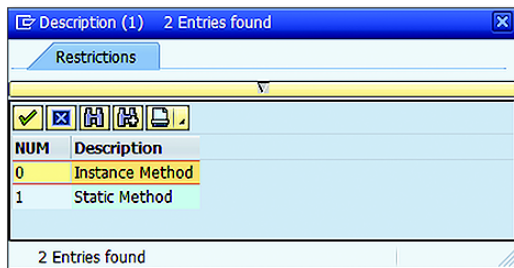 Description (1) 2 Entries found
Restrictions
NUM Description
0 Instance Method
1 Static Method
2 Entries found